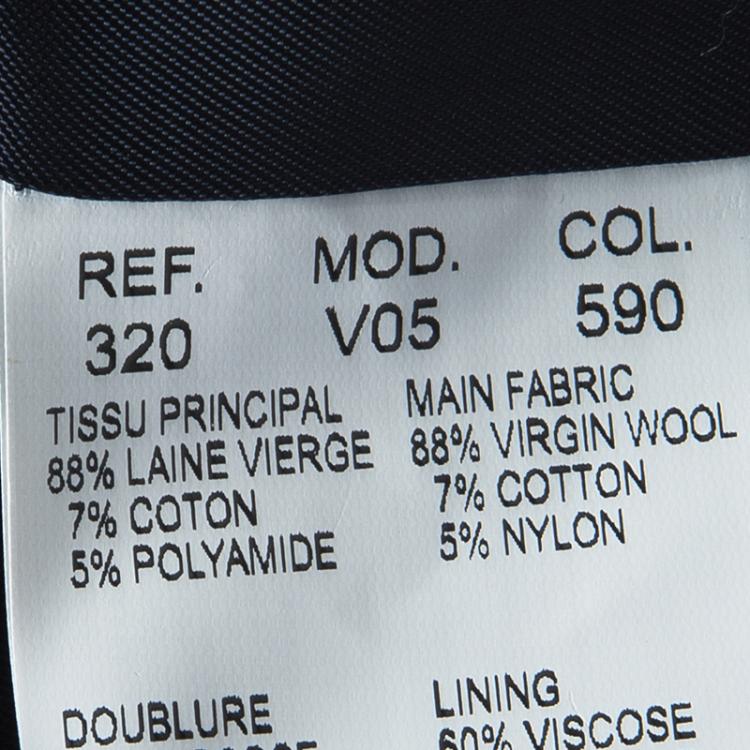 REF. MOD. COL.
320 V05 590
TISSU PRINCIPAL
88% LAINE VIERGE
7% COTON
5% POLYAMIDE
MAIN FABRIC
88% VIRGIN WOOL
7% COTTON
5% NYLON
DOUBLURE
LINING
60% VISCOSE